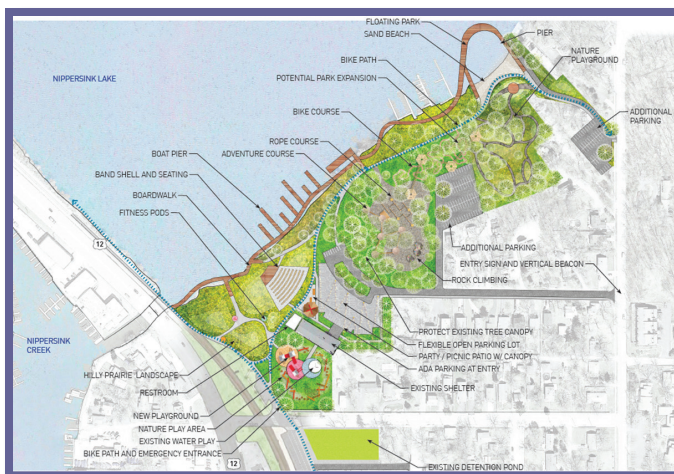 FLOATING PARK
SAND BEACH
PIER
BIKE PATH
NATURE
PLAYGROUND
NIPPERSINK LAKE
POTENTIAL PARK EXPANSION
BIKE COURSE
ADDITIONAL
PARKING
ROPE COURSE
ADVENTURE COURSE
BOAT PIER
BAND SHELL AND SEATING
BOARDWALK
FITNESS PODS
12
ADDITIONAL PARKING
ENTRY SIGN AND VERTICAL BEACON
ROCK CLIMBING
PROTECT EXISTING TREE CANOPY
NIPPERSINK
CREEK
FLEXIBLE OPEN PARKING LOT
PARTY / PICNIC PATIO W/ CANOPY
ADA PARKING AT ENTRY
HILLY PRAIRIE LANDSCAPE
EXISTING SHELTER
RESTROOM
NEW PLAYGROUND
NATURE PLAY AREA
EXISTING WATER PLAY
BIKE PATH AND EMERGENCY ENTRANCE
12
EXISTING DETENTION POND